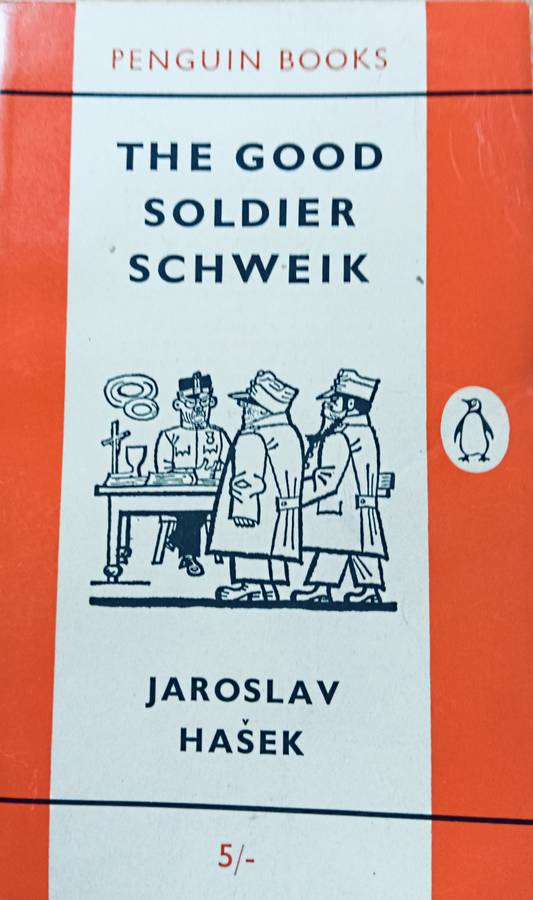 PENGUIN BOOKS
THE GOOD
SOLDIER
SCHWEIK
JAROSLAV
HAŠEK
5/-